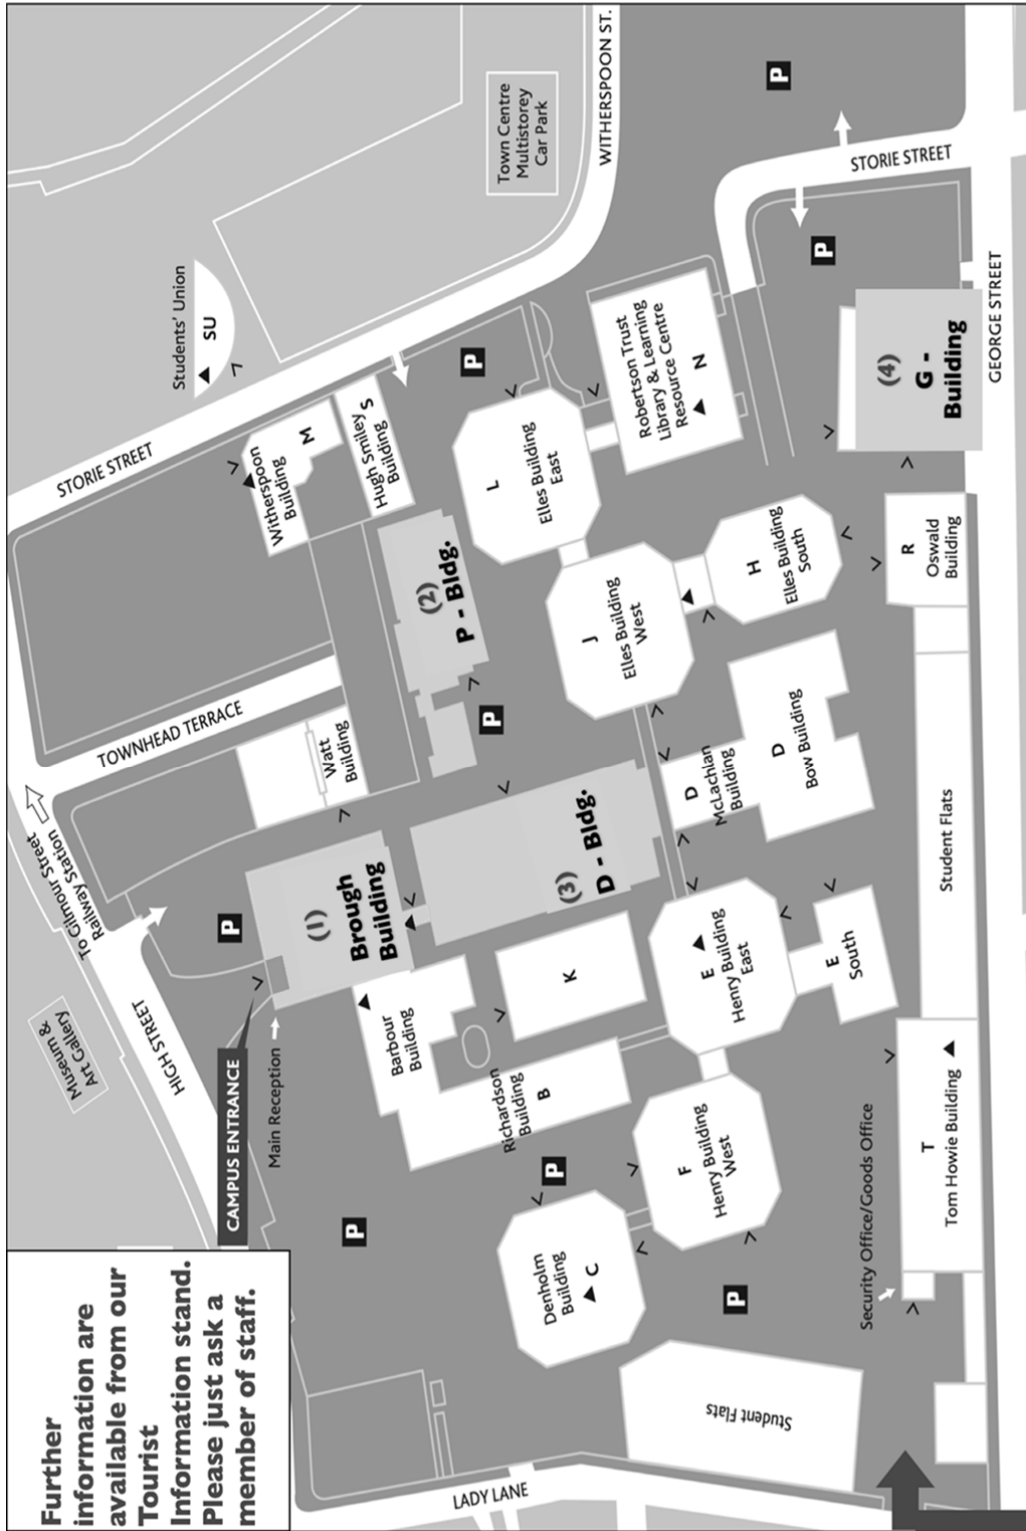 Further
information are
available from our
Tourist
Information stand.
Please just ask a
member of staff.
Museum &
Art Gallery
To Gilmour Street
Railway Station
HIGH STREET
TOWNHEAD TERRACE
STORIE STREET
Students' Union
SU
Town Centre
Multistorey
Car Park
WITHERSPOON ST.
CAMPUS ENTRANCE
Main Reception
P
(1)
Brough
Building
Watt
Building
Witherspoon
Building
M
Hugh Smiley
Building
S
P
(2)
P - Bldg.
P
P
Barbour
Building
Richardson
Building
B
K
(3)
D - Bldg.
L
Elles Building
East
Robertson Trust
Library & Learning
Resource Centre
N
P
P
STORIE STREET
P
Denholm
Building
C
F
Henry Building
West
E
Henry Building
East
D
McLachlan
Building
J
Elles Building
West
H
Elles Building
South
P
E
South
D
Bow Building
(4)
G -
Building
Student Flats
Security Office/Goods Office
T
Tom Howie Building
Student Flats
R
Oswald
Building
GEORGE STREET
LADY LANE